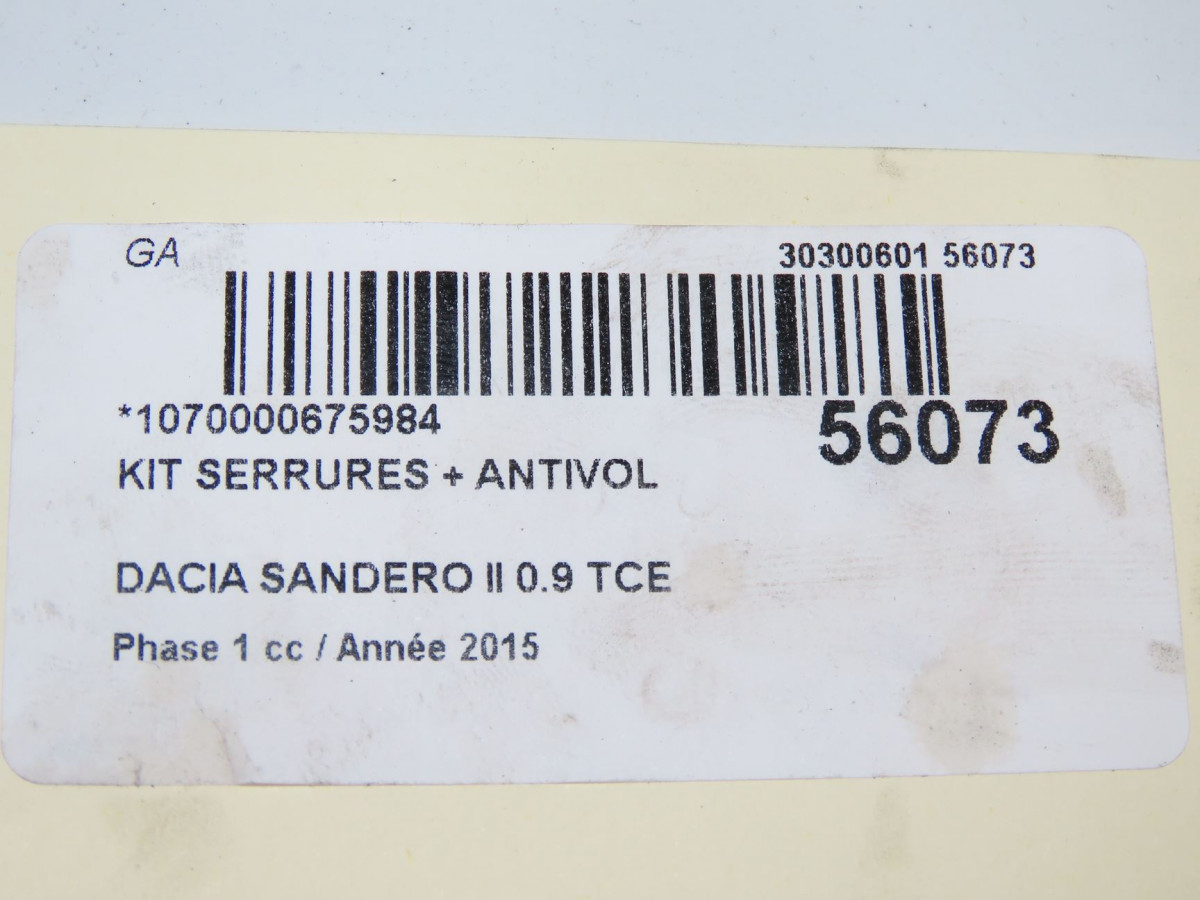 GA 30300601 56073
*1070000675984 56073
KIT SERRURES + ANTIVOL
DACIA SANDERO II 0.9 TCE
Phase 1 cc / Année 2015